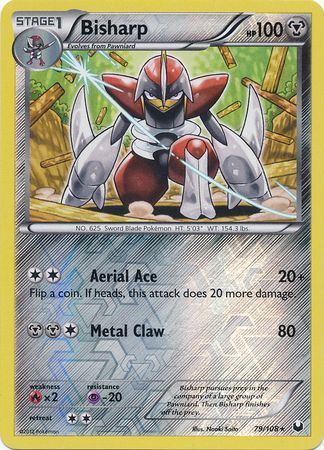 STAGE1 Bisharp HP100
Evolves from Pawniard
NO. 625 Sword Blade Pokémon HT: 5'03" WT: 154.3 lbs.
Aerial Ace 20+
Flip a coin. If heads, this attack does 20 more damage.
Metal Claw 80
weakness resistance
×2 -20
retreat
Bisharp pursues prey in the
company of a large group of
Pawniard. Then Bisharp finishes
off the prey.
©2012 Pokémon Illus. Naoki Saito 79/108